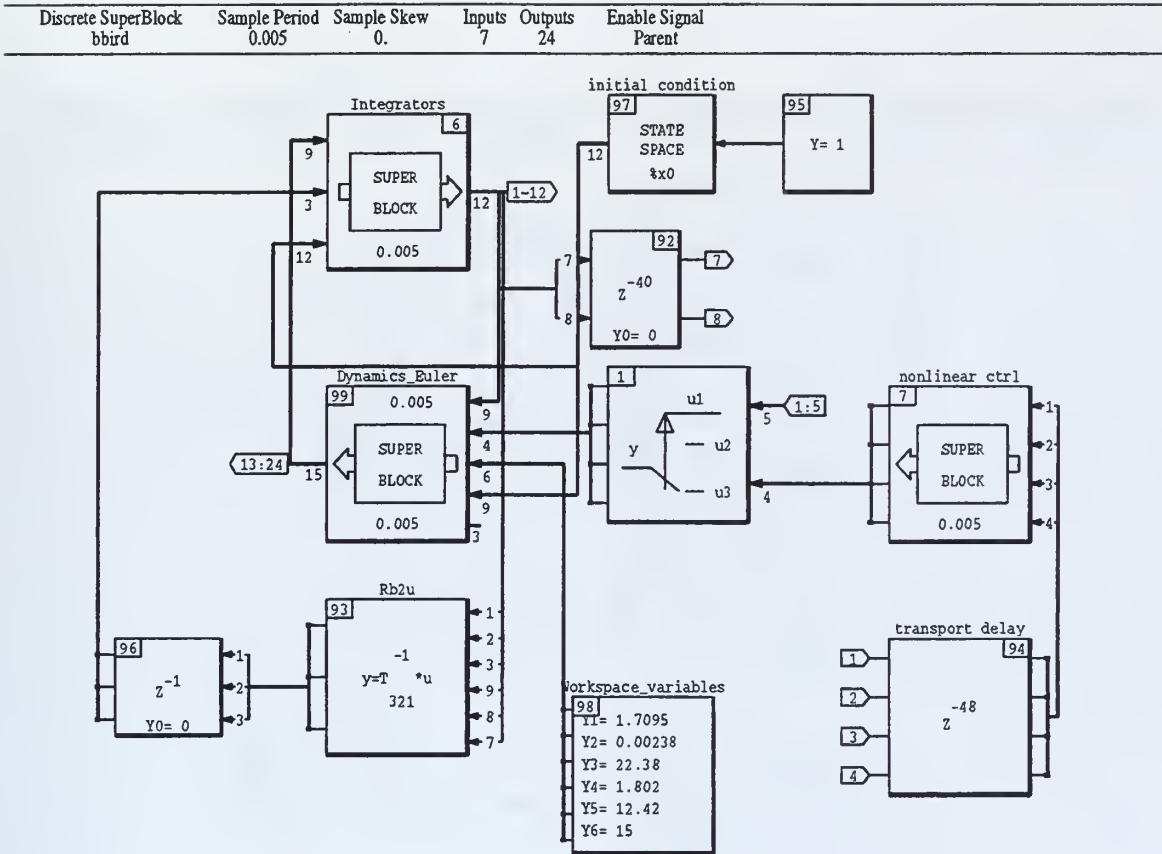 Discrete SuperBlock Sample Period Sample Skew Inputs Outputs Enable Signal
bbird 0.005 0. 7 24 Parent
initial condition
Integrators
97
95
6
STATE
SPACE
%x0
Y= 1
9
12
SUPER
BLOCK
3
12
1-12
12
0.005
92
7
z-40
7
8
8
Y0= 0
Dynamics_Euler
nonlinear ctrl
99
0.005
1
7
9
u1
1:5
1
4
5
SUPER
BLOCK
y
u2
2
SUPER
BLOCK
13:24
15
6
u3
3
9
4
4
0.005
3
0.005
Rb2u
93
1
transport delay
96
-1
y=T *u
321
2
94
1
1
z-1
2
3
9
2
z-48
3
8
Workspace_variables
3
Y0= 0
7
98
4
Y1= 1.7095
Y2= 0.00238
Y3= 22.38
Y4= 1.802
Y5= 12.42
Y6= 15